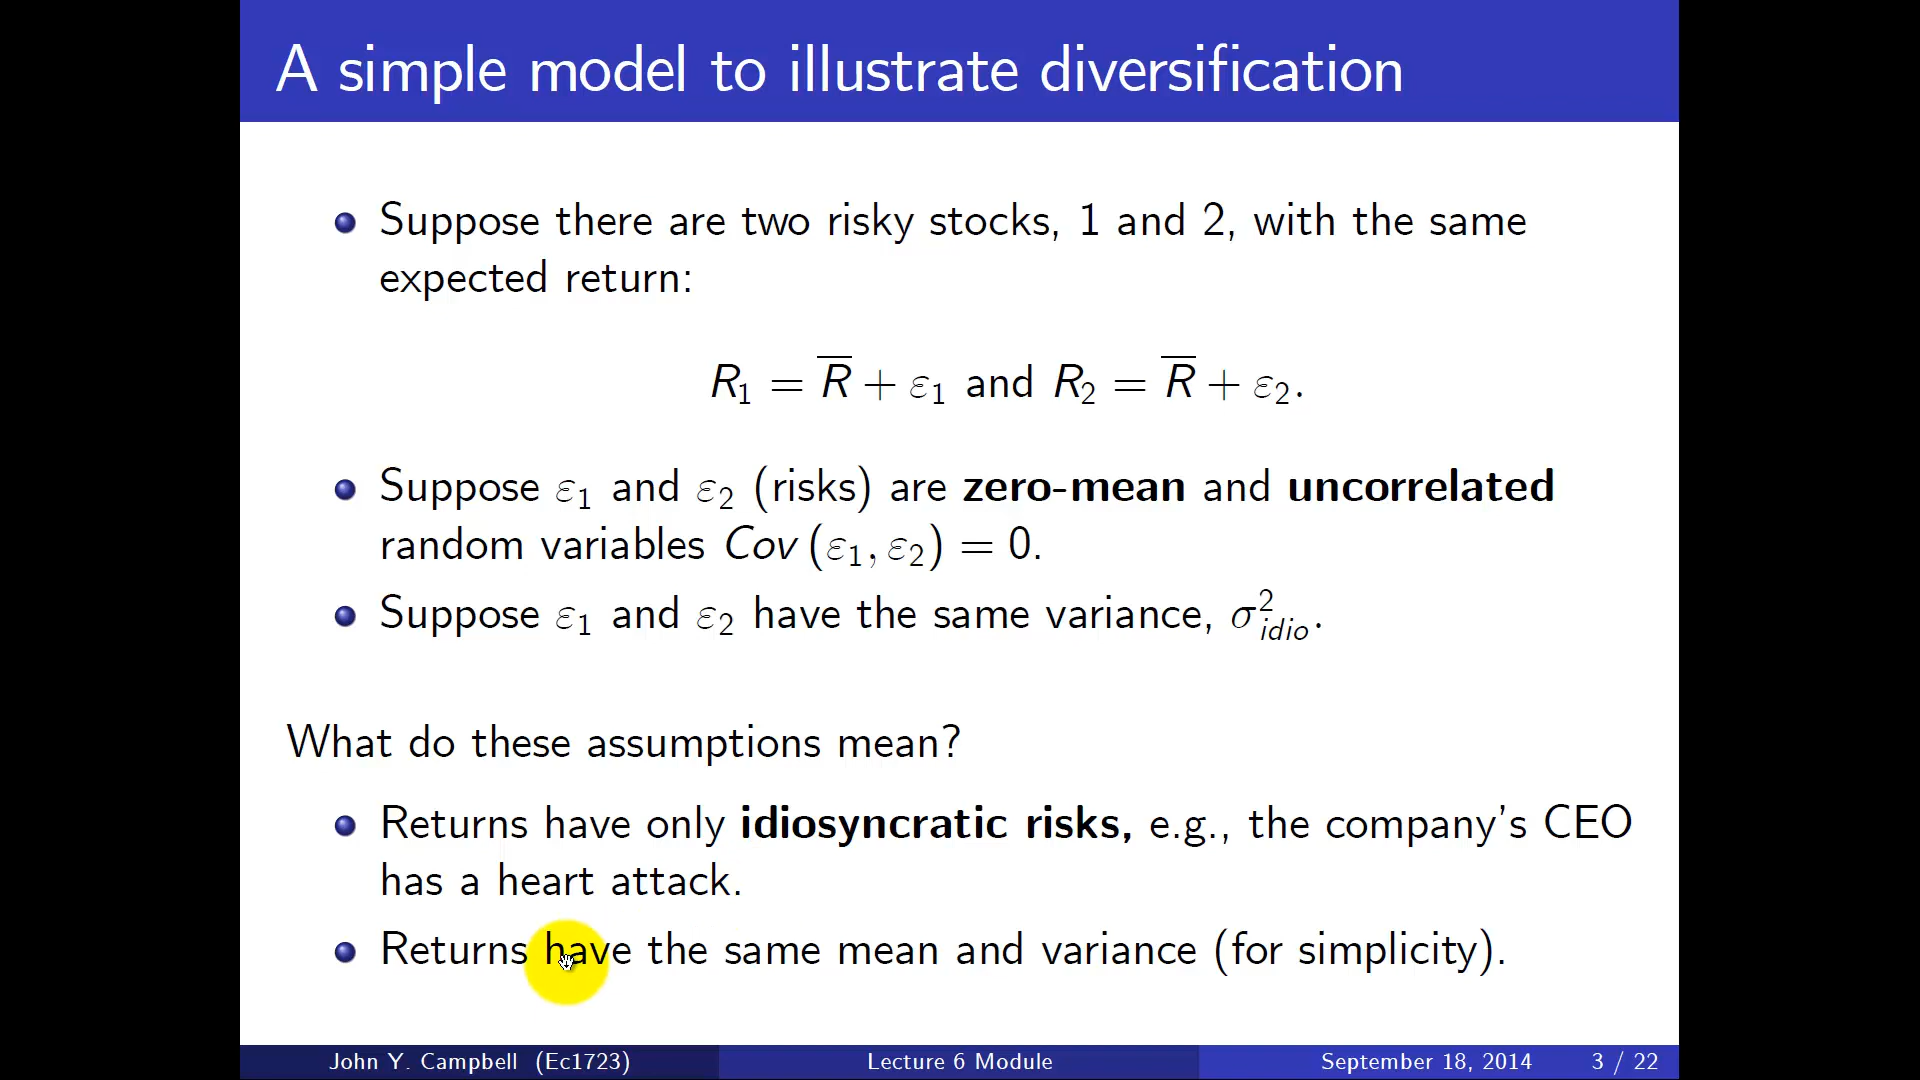 A simple model to illustrate diversification
Suppose there are two risky stocks, 1 and 2, with the same
expected return:
R₁ = R̅ + ε₁ and R₂ = R̅ + ε₂.
Suppose ε₁ and ε₂ (risks) are zero-mean and uncorrelated
random variables Cov (ε₁, ε₂) = 0.
Suppose ε₁ and ε₂ have the same variance, σ²_idio.
What do these assumptions mean?
Returns have only idiosyncratic risks, e.g., the company's CEO
has a heart attack.
Returns have the same mean and variance (for simplicity).
John Y. Campbell (Ec1723) Lecture 6 Module September 18, 2014 3 / 22